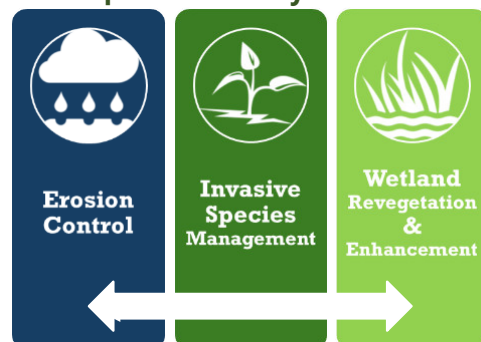 Erosion
Control
Invasive
Species
Management
Wetland
Revegetation
&
Enhancement